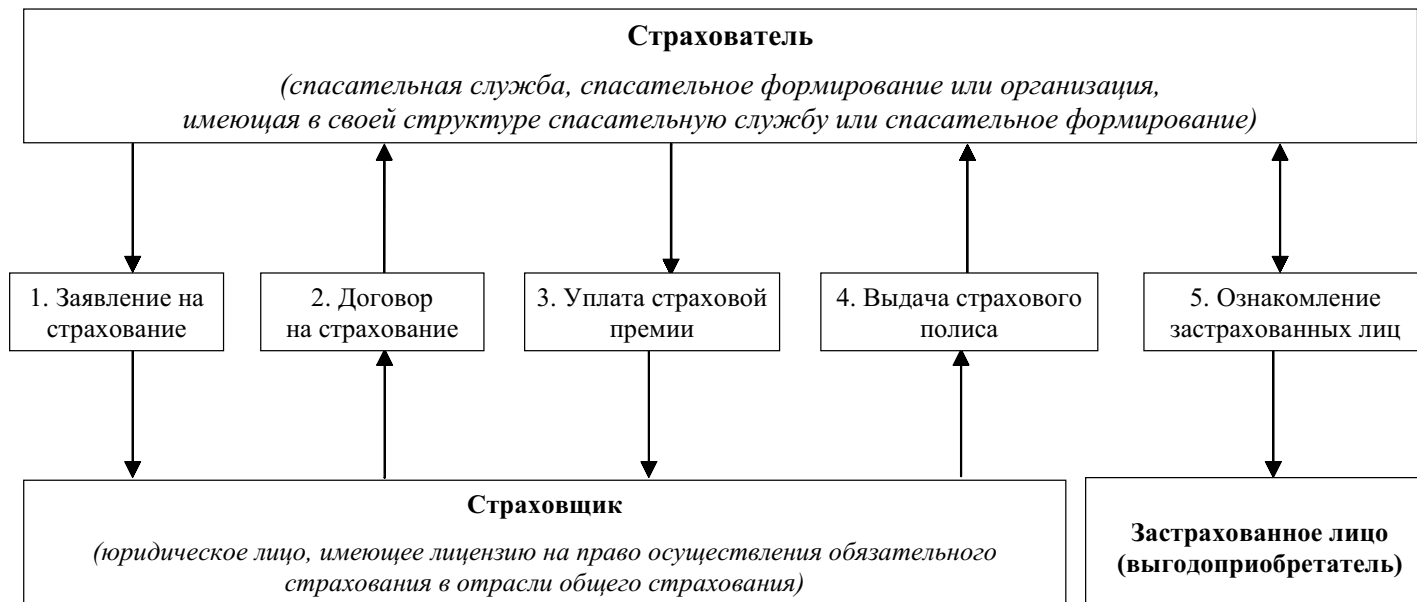 Страхователь
(спасательная служба, спасательное формирование или организация,
имеющая в своей структуре спасательную службу или спасательное формирование)
1. Заявление на
страхование
2. Договор
на страхование
3. Уплата страховой
премии
4. Выдача страхового
полиса
5. Ознакомление
застрахованных лиц
Страховщик
(юридическое лицо, имеющее лицензию на право осуществления обязательного
страхования в отрасли общего страхования)
Застрахованное лицо
(выгодоприобретатель)